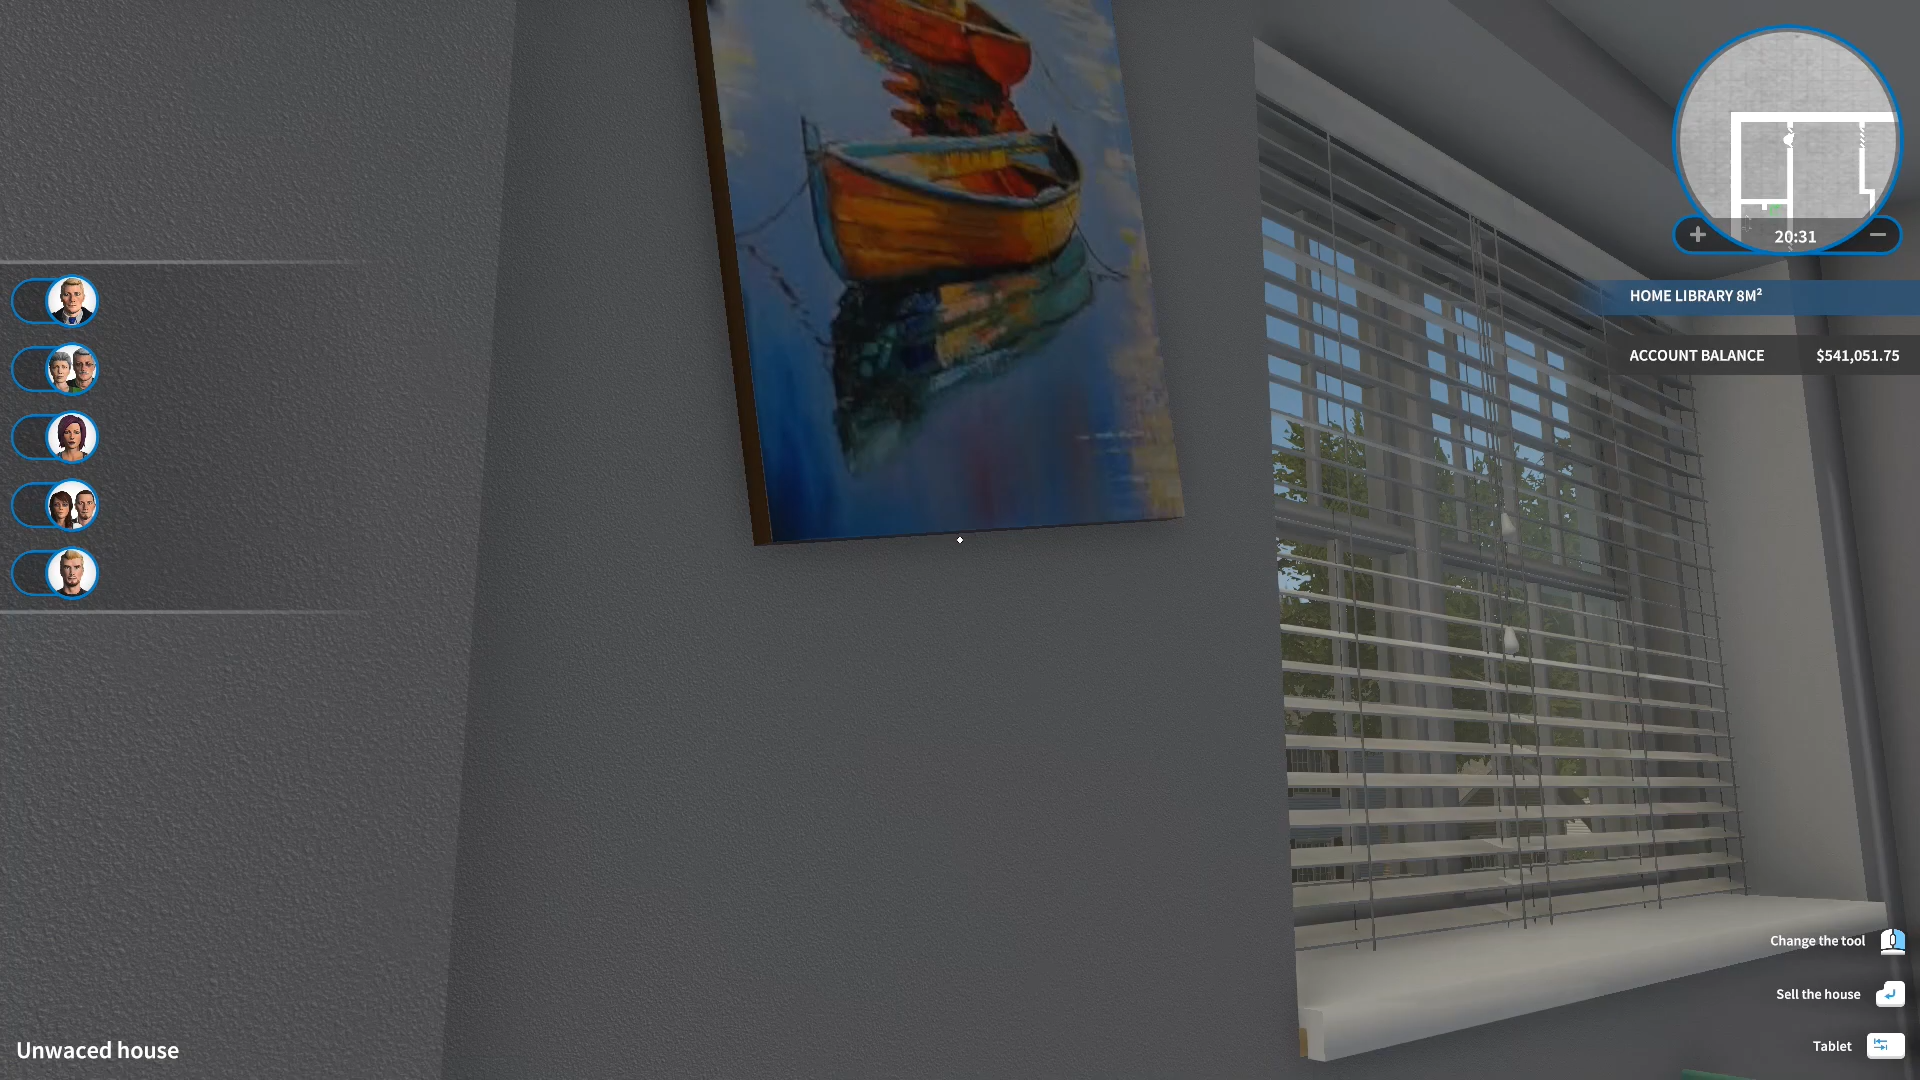 20:31
HOME LIBRARY 8M²
ACCOUNT BALANCE $541,051.75
Change the tool
Sell the house
Tablet
Unwaced house